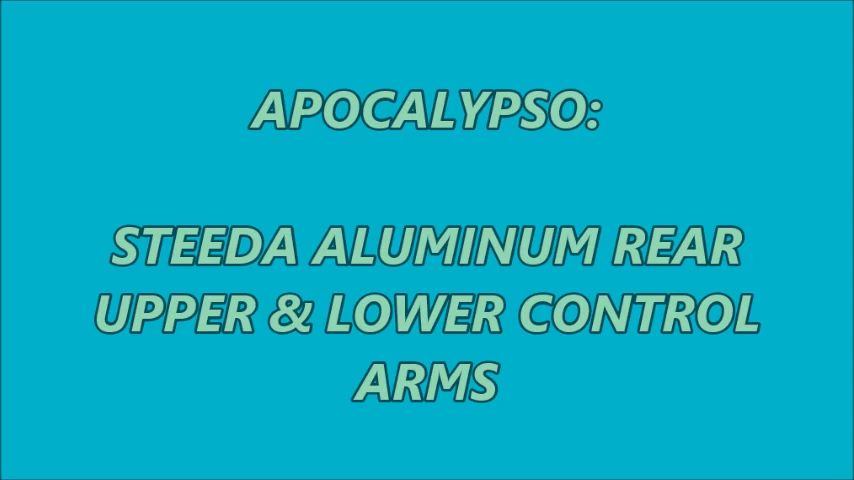 APOCALYPSO:
STEEDA ALUMINUM REAR
UPPER & LOWER CONTROL
ARMS